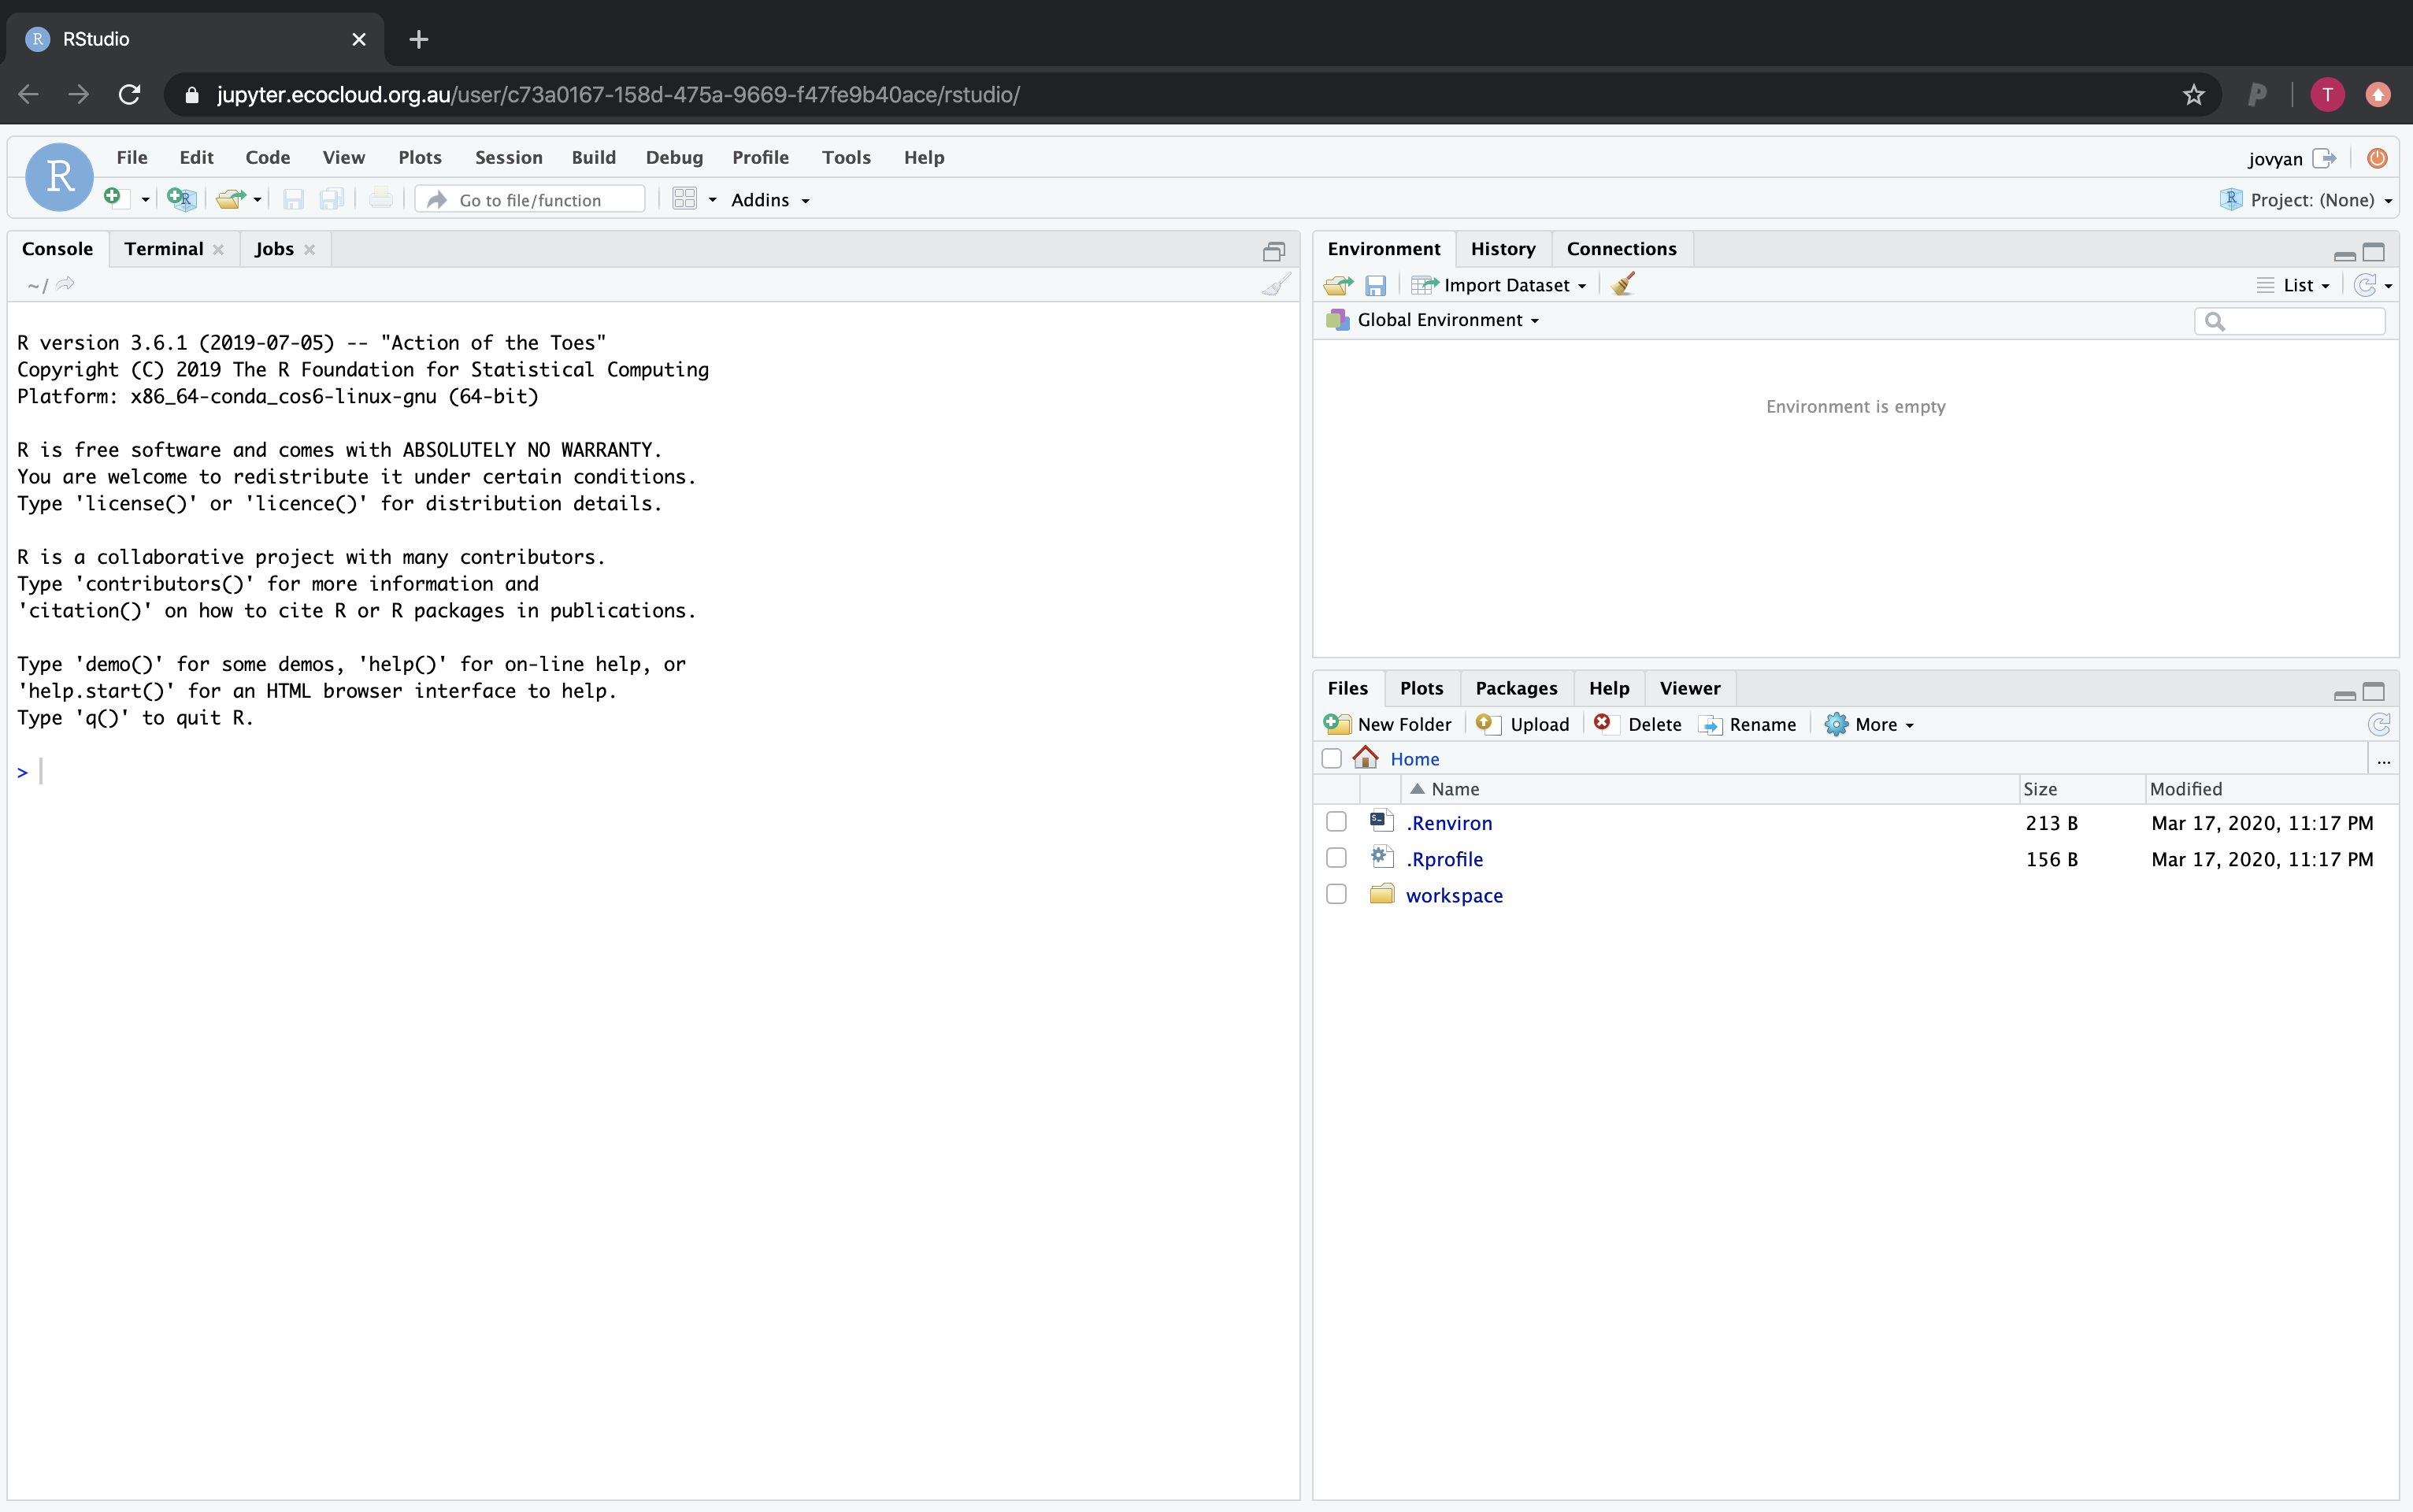 R RStudio
jupyter.ecocloud.org.au/user/c73a0167-158d-475a-9669-f47fe9b40ace/rstudio/ P T
R File Edit Code View Plots Session Build Debug Profile Tools Help jovyan
R Go to file/function Addins R Project: (None)
Console Terminal Jobs
~/
R version 3.6.1 (2019-07-05) -- "Action of the Toes"
Copyright (C) 2019 The R Foundation for Statistical Computing
Platform: x86_64-conda_cos6-linux-gnu (64-bit)
R is free software and comes with ABSOLUTELY NO WARRANTY.
You are welcome to redistribute it under certain conditions.
Type 'license()' or 'licence()' for distribution details.
R is a collaborative project with many contributors.
Type 'contributors()' for more information and
'citation()' on how to cite R or R packages in publications.
Type 'demo()' for some demos, 'help()' for on-line help, or
'help.start()' for an HTML browser interface to help.
Type 'q()' to quit R.
>
Environment History Connections
Import Dataset List
Global Environment
Environment is empty
Files Plots Packages Help Viewer
New Folder Upload Delete Rename More
Home ...
Name Size Modified
.Renviron 213 B Mar 17, 2020, 11:17 PM
.Rprofile 156 B Mar 17, 2020, 11:17 PM
workspace